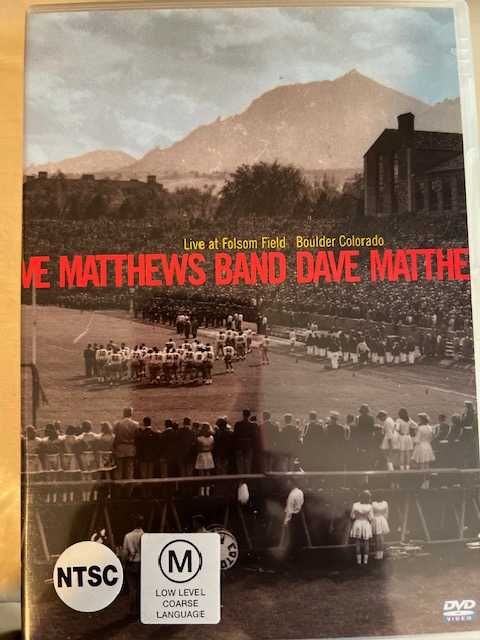 Live at Folsom Field Boulder Colorado
VE MATTHEWS BAND DAVE MATTHE
NTSC
M
LOW LEVEL
COARSE
LANGUAGE
DVD
VIDEO